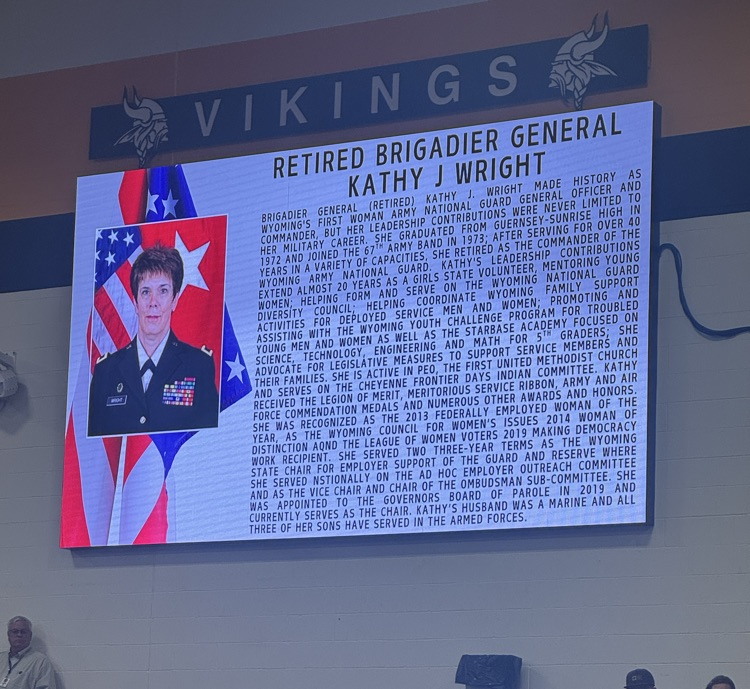 VIKINGS
RETIRED BRIGADIER GENERAL
KATHY J WRIGHT
BRIGADIER GENERAL (RETIRED) KATHY J. WRIGHT MADE HISTORY AS
WYOMING'S FIRST WOMAN ARMY NATIONAL GUARD GENERAL OFFICER AND
COMMANDER, BUT HER LEADERSHIP CONTRIBUTIONS WERE NEVER LIMITED TO
HER MILITARY CAREER. SHE GRADUATED FROM GUERNSEY-SUNRISE HIGH IN
1972 AND JOINED THE 67TH ARMY BAND IN 1973; AFTER SERVING FOR OVER 40
YEARS IN A VARIETY OF CAPACITIES, SHE RETIRED AS THE COMMANDER OF THE
WYOMING ARMY NATIONAL GUARD. KATHY'S LEADERSHIP CONTRIBUTIONS
EXTEND ALMOST 20 YEARS AS A GIRLS STATE VOLUNTEER, MENTORING YOUNG
WOMEN; HELPING FORM AND SERVE ON THE WYOMING NATIONAL GUARD
DIVERSITY COUNCIL; HELPING COORDINATE WYOMING FAMILY SUPPORT
ACTIVITIES FOR DEPLOYED SERVICE MEN AND WOMEN; PROMOTING AND
ASSISTING WITH THE WYOMING YOUTH CHALLENGE PROGRAM FOR TROUBLED
YOUNG MEN AND WOMEN AS WELL AS THE STARBASE ACADEMY FOCUSED ON
SCIENCE, TECHNOLOGY, ENGINEERING AND MATH FOR 5TH GRADERS; SHE
ADVOCATE FOR LEGISLATIVE MEASURES TO SUPPORT SERVICE MEMBERS AND
THEIR FAMILIES. SHE IS ACTIVE IN PEO, THE FIRST UNITED METHODIST CHURCH
AND SERVES ON THE CHEYENNE FRONTIER DAYS INDIAN COMMITTEE. KATHY
RECEIVED THE LEGION OF MERIT, MERITORIOUS SERVICE RIBBON, ARMY AND AIR
FORCE COMMENDATION MEDALS AND NUMEROUS OTHER AWARDS AND HONORS.
SHE WAS RECOGNIZED AS THE 2013 FEDERALLY EMPLOYED WOMAN OF THE
YEAR, AS THE WYOMING COUNCIL FOR WOMEN'S ISSUES 2014 WOMAN OF
DISTINCTION AQND THE LEAGUE OF WOMEN VOTERS 2019 MAKING DEMOCRACY
WORK RECIPIENT. SHE SERVED TWO THREE-YEAR TERMS AS THE WYOMING
STATE CHAIR FOR EMPLOYER SUPPORT OF THE GUARD AND RESERVE WHERE
SHE SERVED NSTIONALLY ON THE AD HOC EMPLOYER OUTREACH COMMITTEE
AND AS THE VICE CHAIR AND CHAIR OF THE OMBUDSMAN SUB-COMMITTEE. SHE
WAS APPOINTED TO THE GOVERNORS BOARD OF PAROLE IN 2019 AND
CURRENTLY SERVES AS THE CHAIR. KATHY'S HUSBAND WAS A MARINE AND ALL
THREE OF HER SONS HAVE SERVED IN THE ARMED FORCES.
WRIGHT